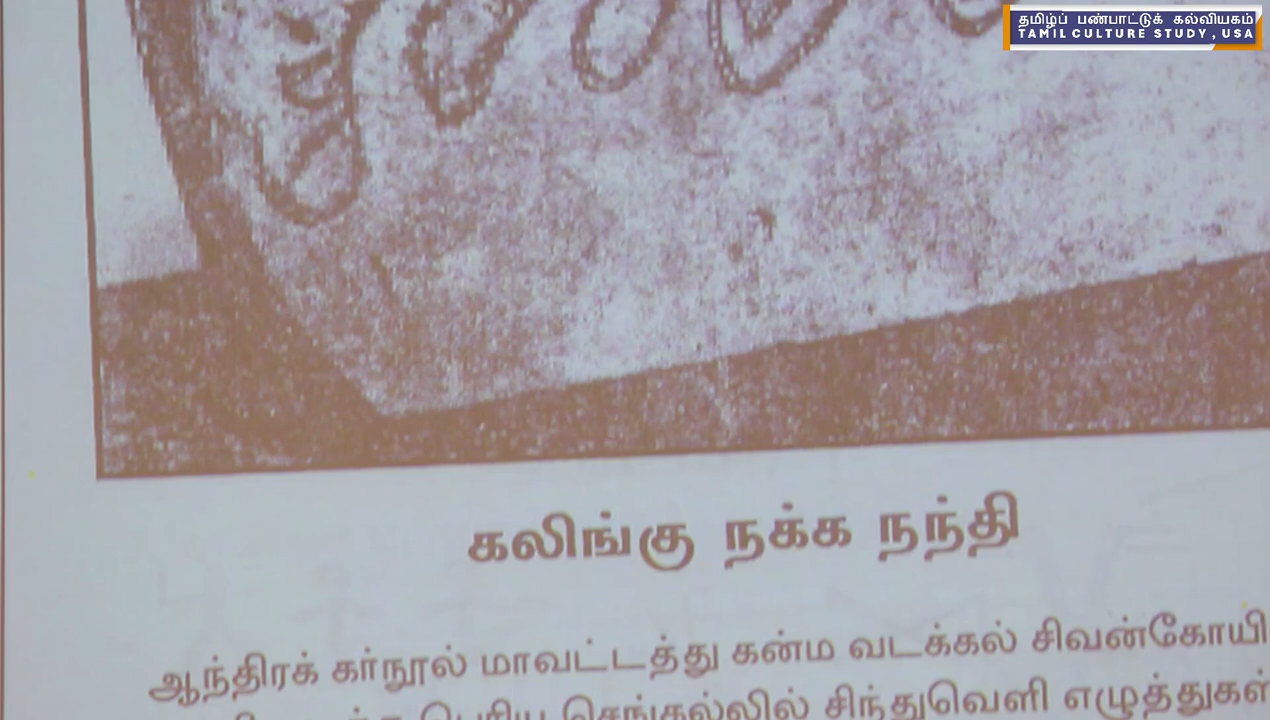 தமிழ்ப் பண்பாட்டுக் கல்வியகம்
TAMIL CULTURE STUDY, USA
கலிங்கு நக்க நந்தி
ஆந்திரக் கர்நூல் மாவட்டத்து கன்ம வடக்கல் சிவன்கோயி
பெரிய செங்கல்லில் சிந்துவெளி எழுத்துகள்